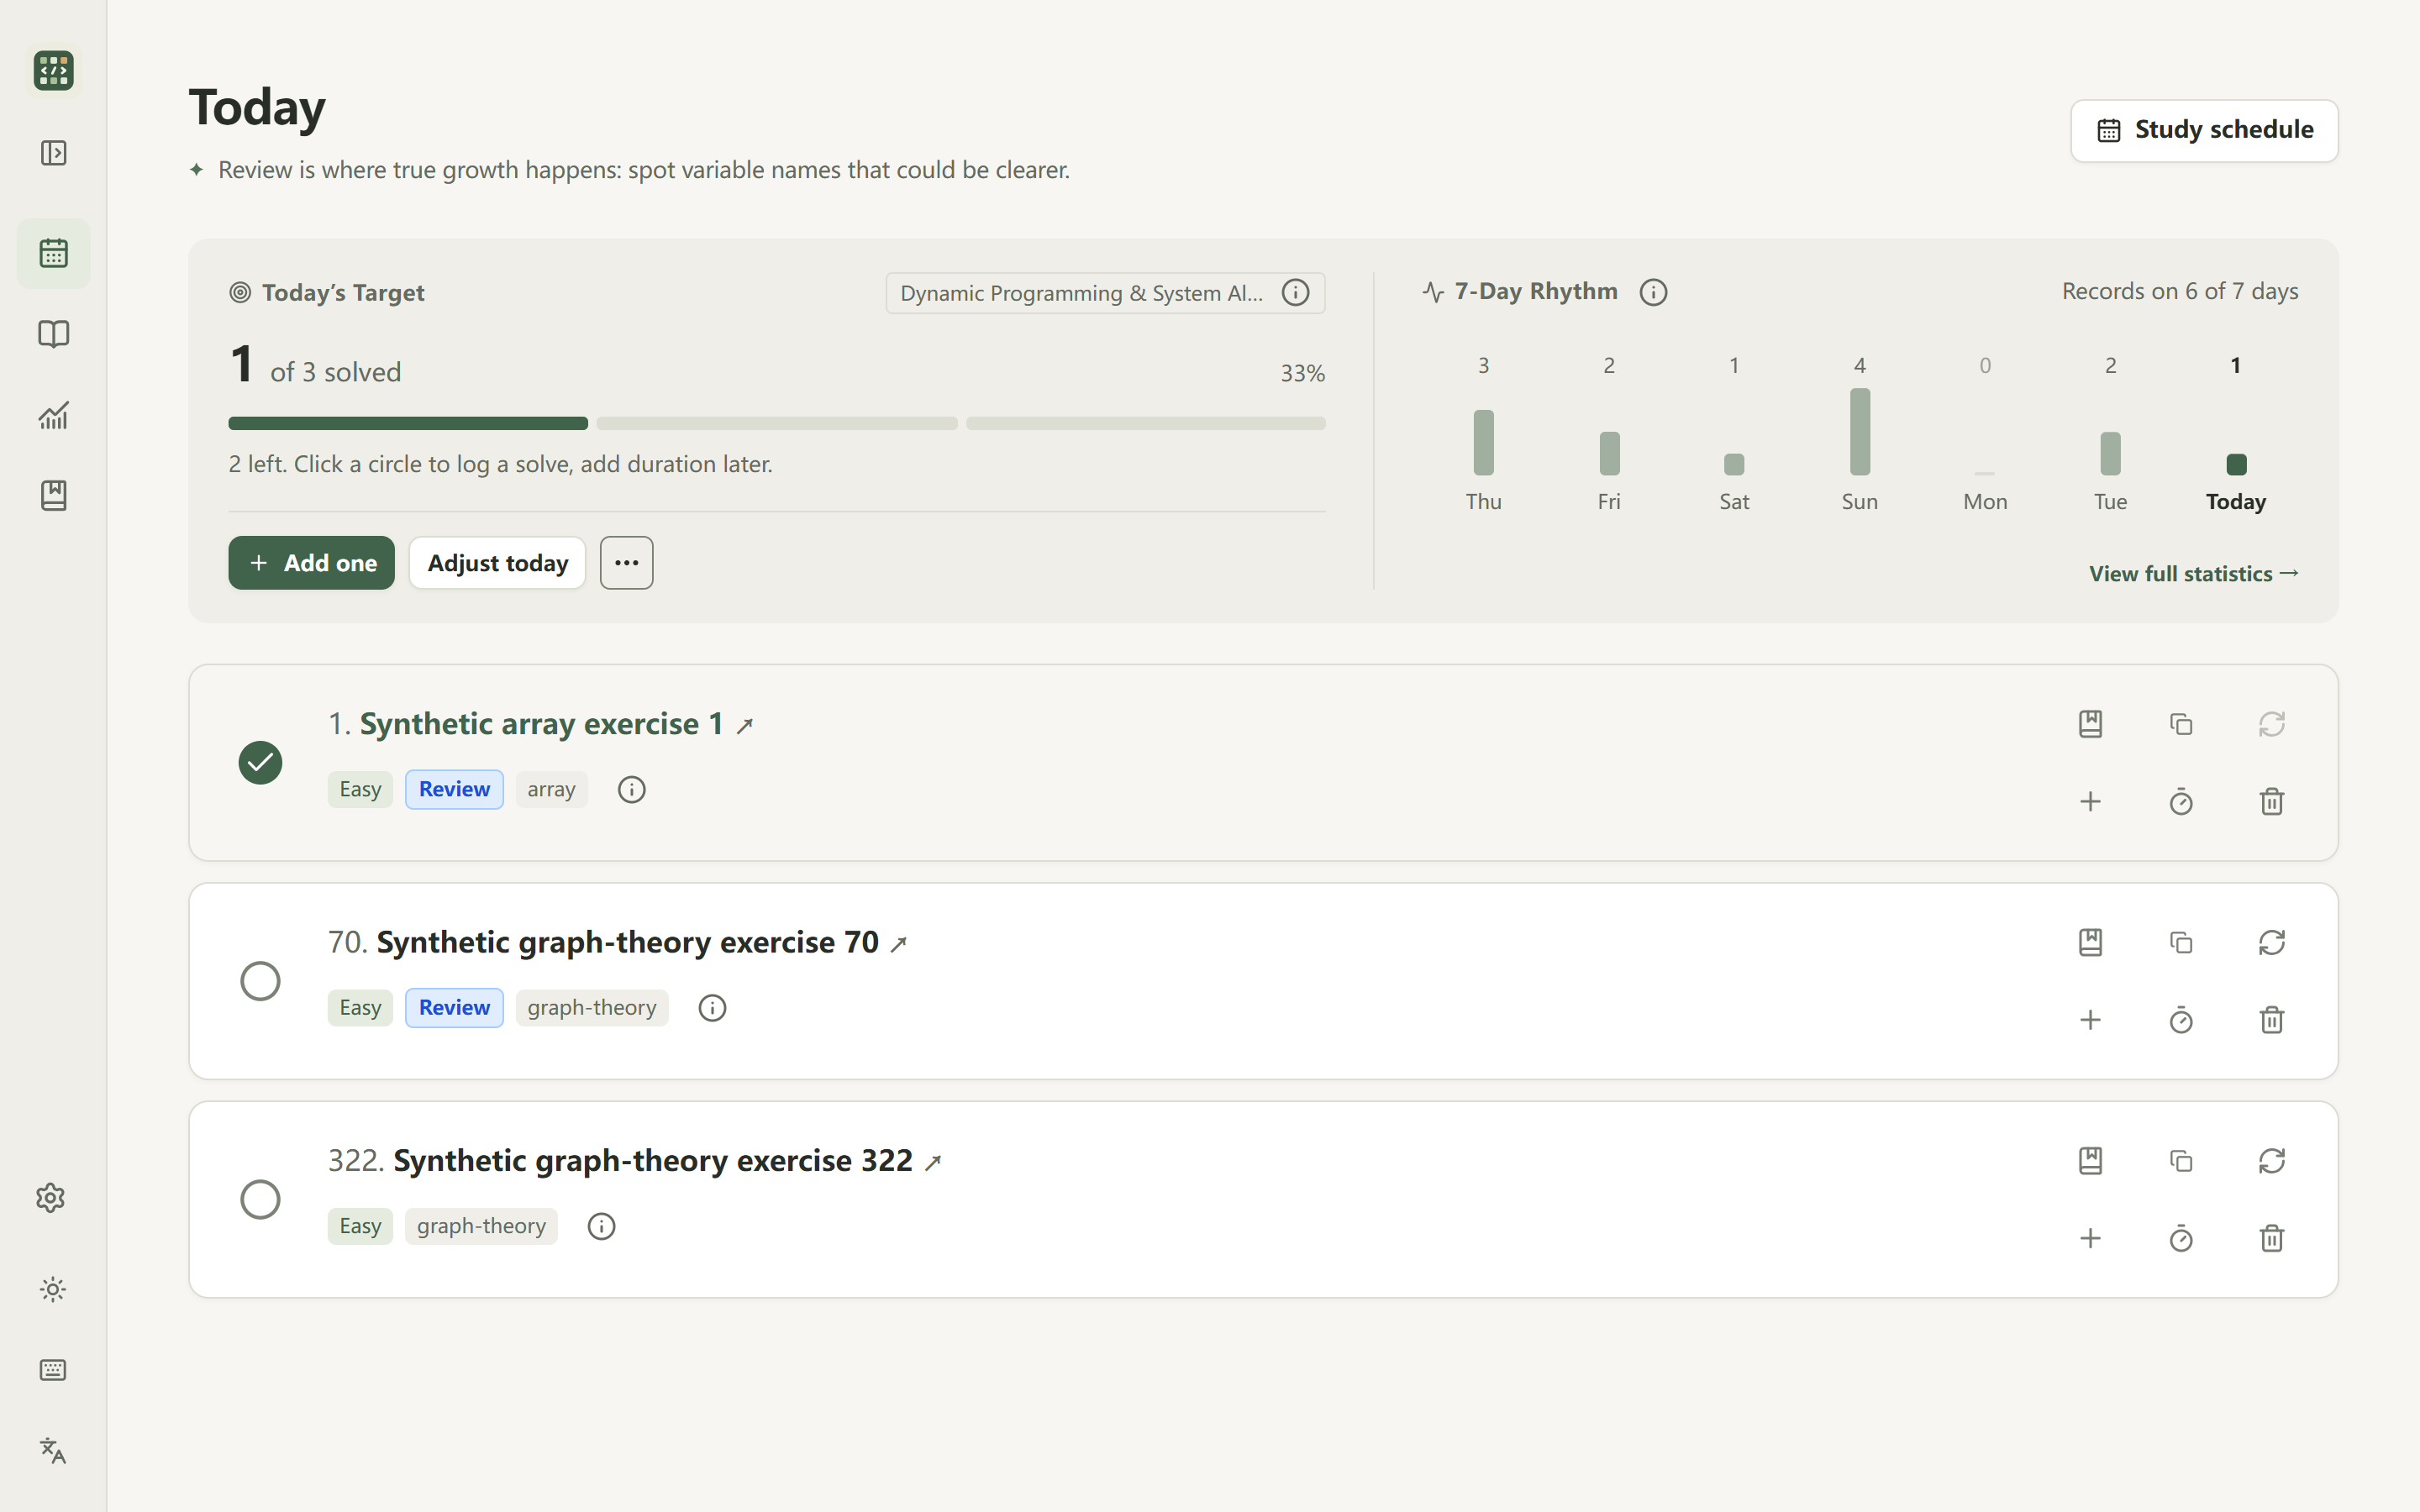 Today
Study schedule
✦ Review is where true growth happens: spot variable names that could be clearer.
Today’s Target
Dynamic Programming & System Al...
1 of 3 solved
33%
2 left. Click a circle to log a solve, add duration later.
+ Add one
Adjust today
...
7-Day Rhythm
Records on 6 of 7 days
3 2 1 4 0 2 1
Thu Fri Sat Sun Mon Tue Today
View full statistics →
1. Synthetic array exercise 1 ↗
Easy Review array
70. Synthetic graph-theory exercise 70 ↗
Easy Review graph-theory
322. Synthetic graph-theory exercise 322 ↗
Easy graph-theory